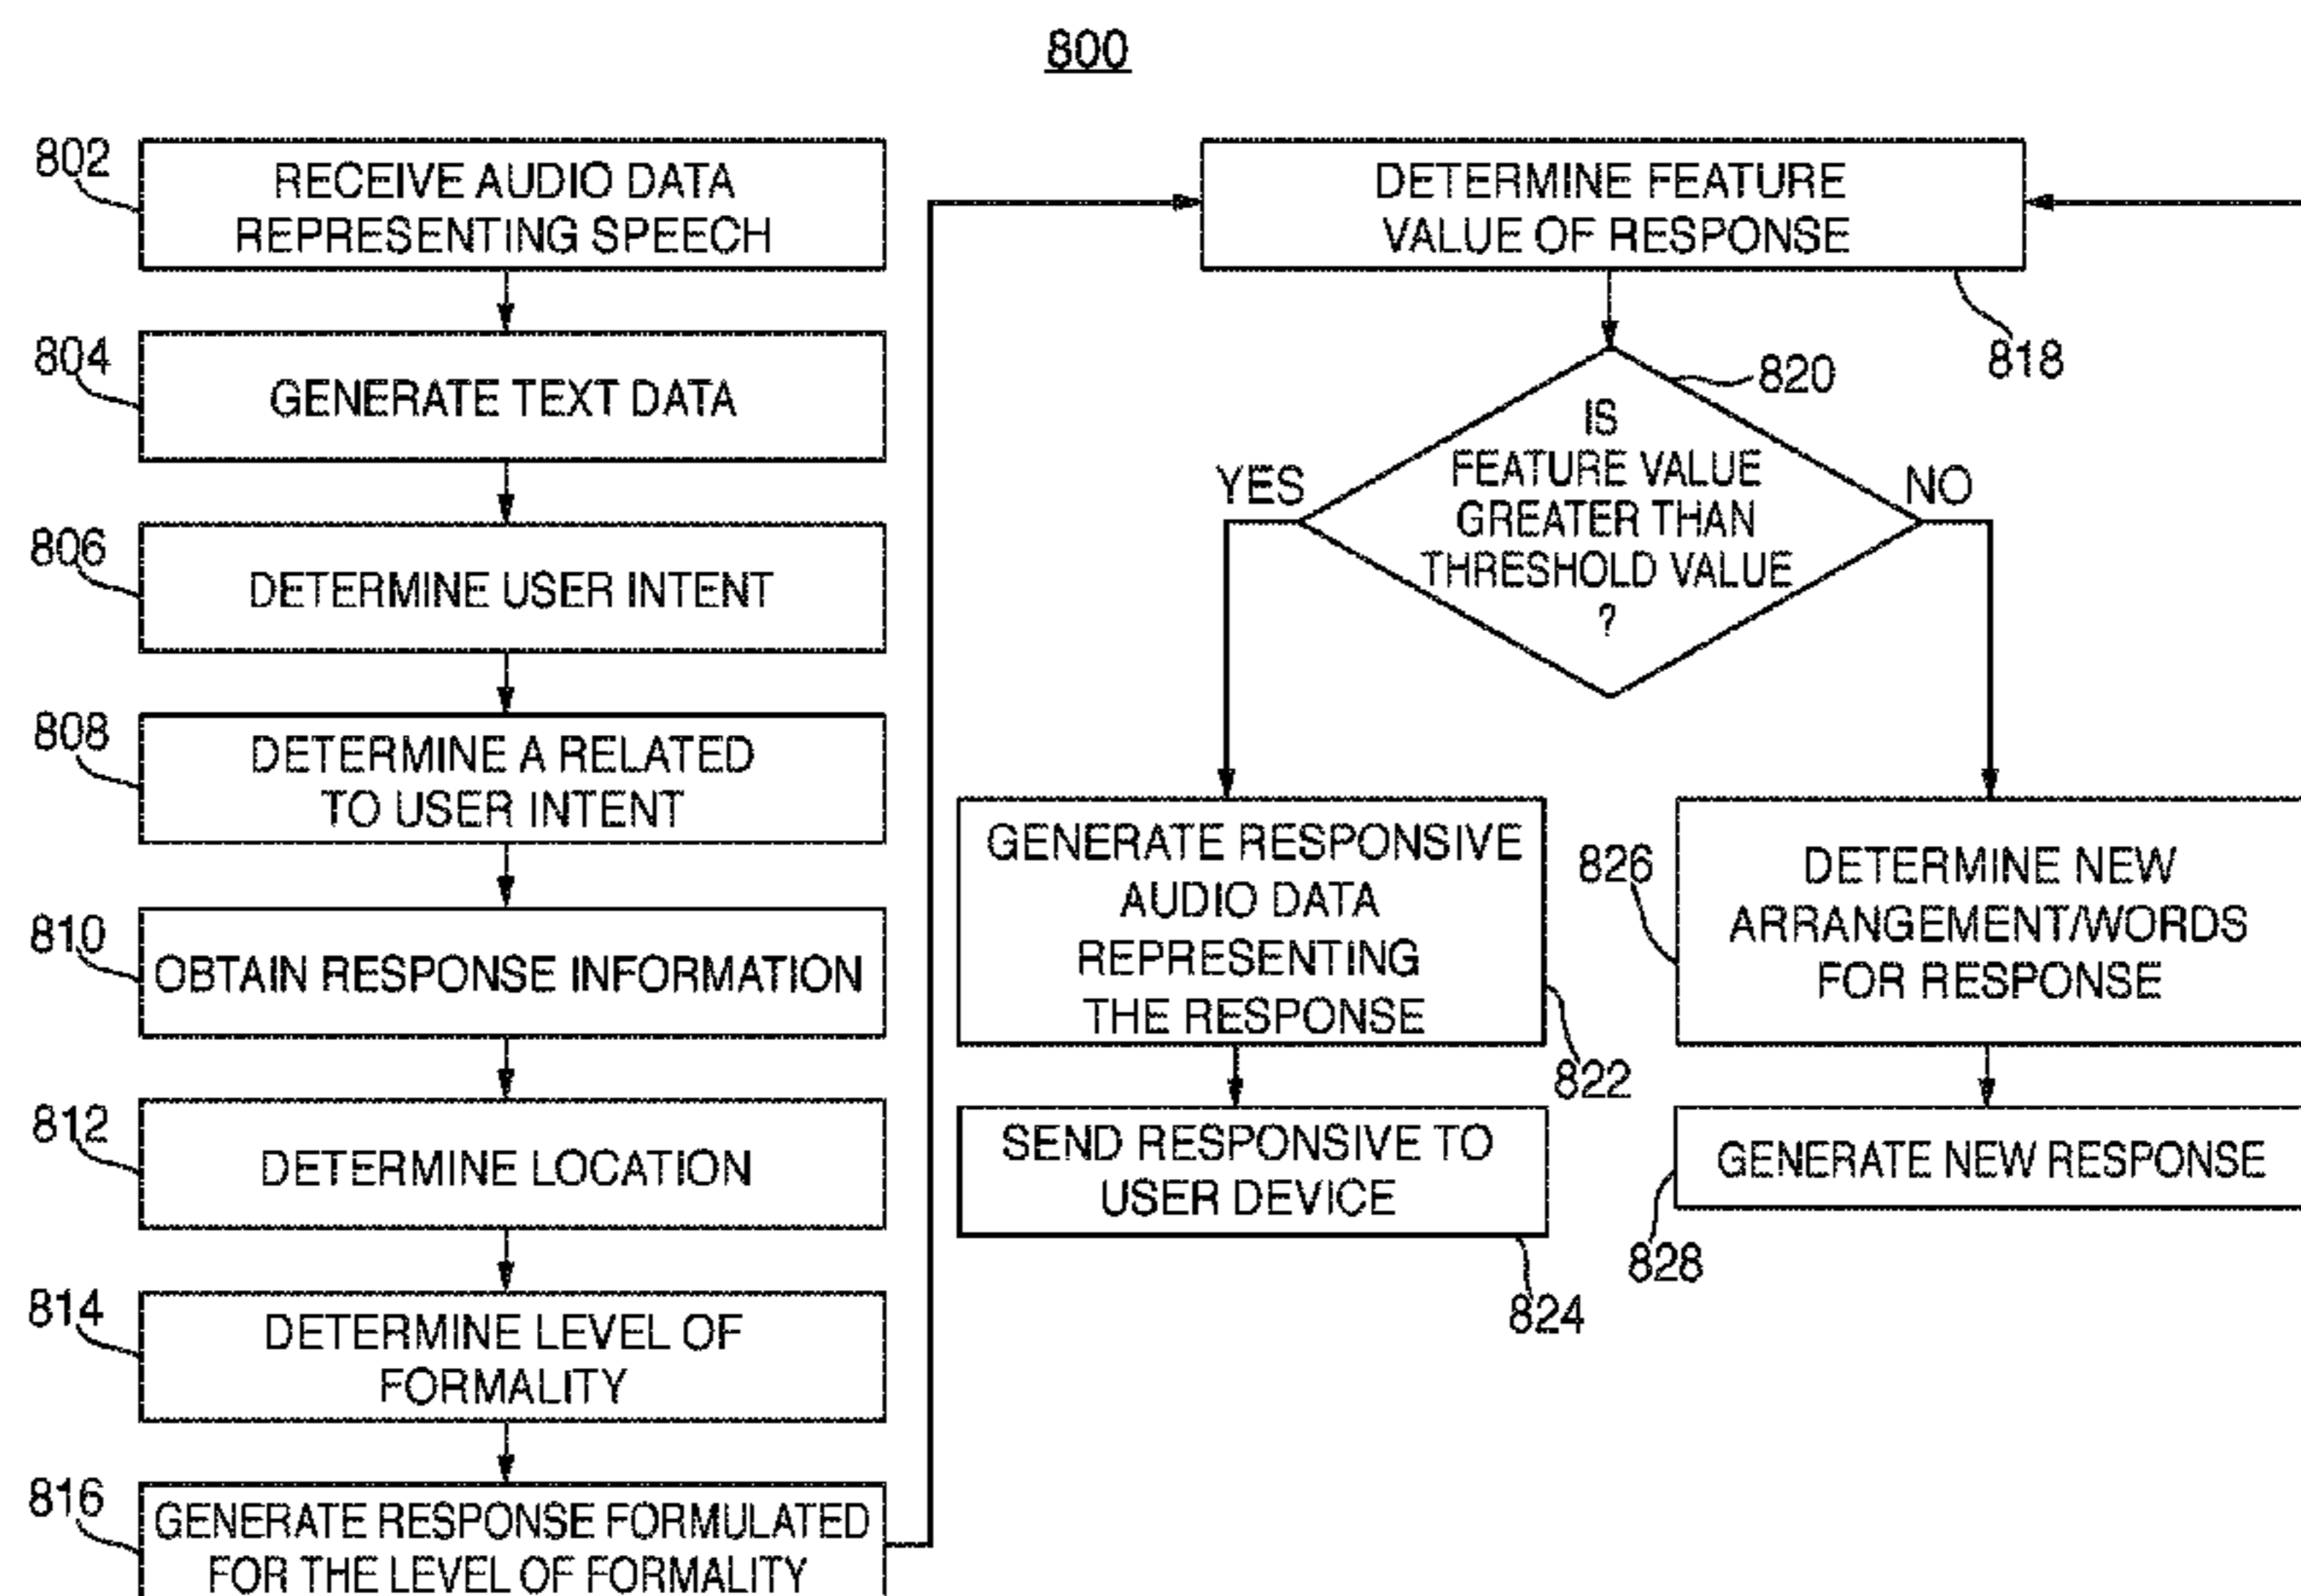 800
802
RECEIVE AUDIO DATA
REPRESENTING SPEECH
804
GENERATE TEXT DATA
806
DETERMINE USER INTENT
808
DETERMINE A RELATED
TO USER INTENT
810
OBTAIN RESPONSE INFORMATION
812
DETERMINE LOCATION
814
DETERMINE LEVEL OF
FORMALITY
816
GENERATE RESPONSE FORMULATED
FOR THE LEVEL OF FORMALITY
DETERMINE FEATURE
VALUE OF RESPONSE
818
820
IS
FEATURE VALUE
GREATER THAN
THRESHOLD VALUE
?
YES
NO
GENERATE RESPONSIVE
AUDIO DATA
REPRESENTING
THE RESPONSE
822
SEND RESPONSIVE TO
USER DEVICE
824
826
DETERMINE NEW
ARRANGEMENT/WORDS
FOR RESPONSE
GENERATE NEW RESPONSE
828